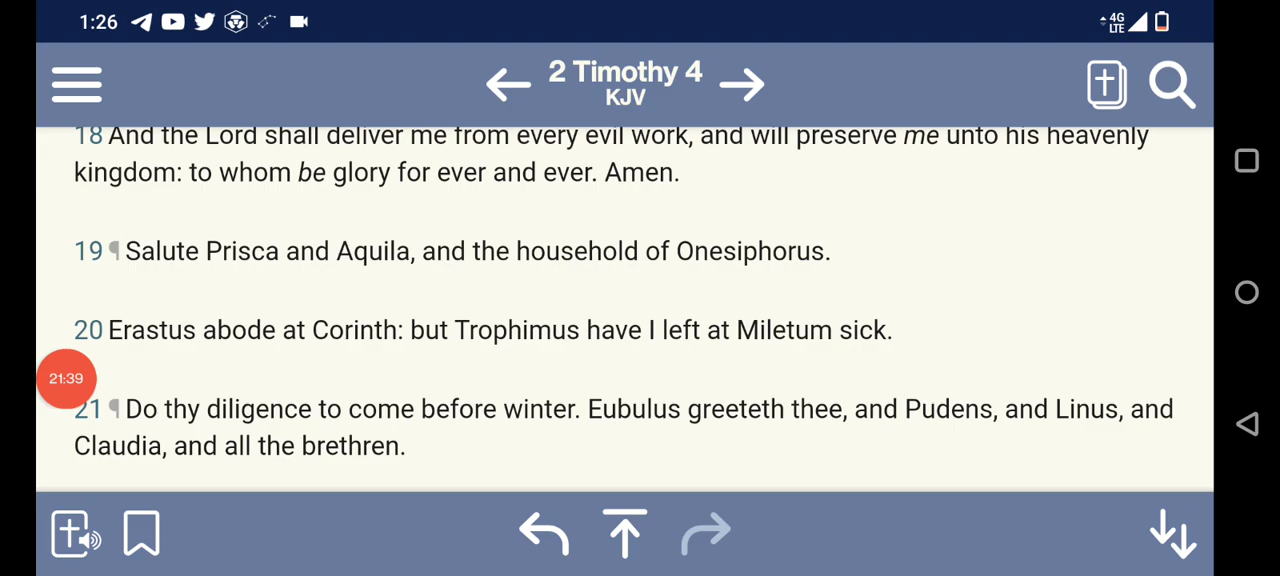 1:26
4G
LTE
2 Timothy 4
KJV
18 And the Lord shall deliver me from every evil work, and will preserve me unto his heavenly
kingdom: to whom be glory for ever and ever. Amen.
19 ¶ Salute Prisca and Aquila, and the household of Onesiphorus.
20 Erastus abode at Corinth: but Trophimus have I left at Miletum sick.
21:39
21 ¶ Do thy diligence to come before winter. Eubulus greeteth thee, and Pudens, and Linus, and
Claudia, and all the brethren.